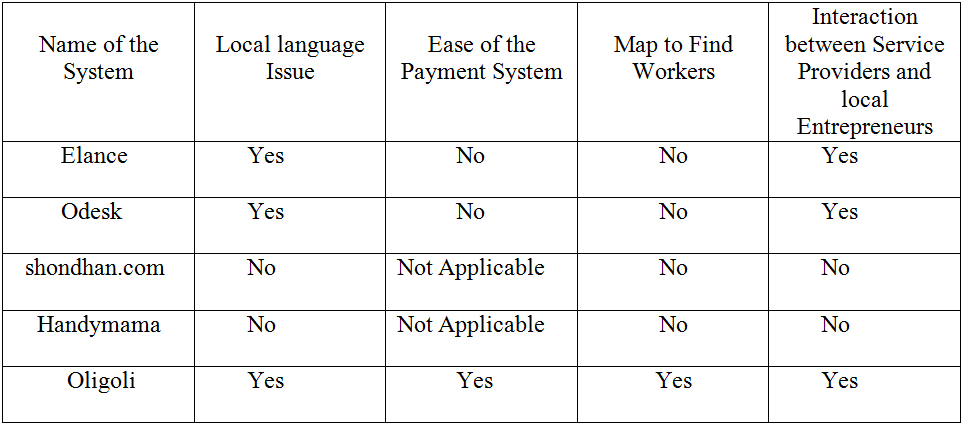 Name of the System
Local language Issue
Ease of the Payment System
Map to Find Workers
Interaction between Service Providers and local Entrepreneurs
Elance Yes No No Yes
Odesk Yes No No Yes
shondhan.com No Not Applicable No No
Handymama No Not Applicable No No
Oligoli Yes Yes Yes Yes